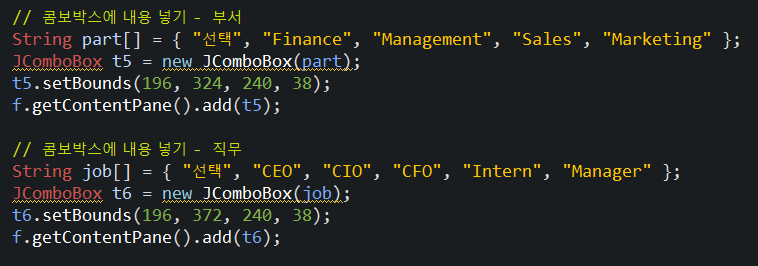 // 콤보박스에 내용 넣기 - 부서
String part[] = { "선택", "Finance", "Management", "Sales", "Marketing" };
JComboBox t5 = new JComboBox(part);
t5.setBounds(196, 324, 240, 38);
f.getContentPane().add(t5);
// 콤보박스에 내용 넣기 - 직무
String job[] = { "선택", "CEO", "CIO", "CFO", "Intern", "Manager" };
JComboBox t6 = new JComboBox(job);
t6.setBounds(196, 372, 240, 38);
f.getContentPane().add(t6);